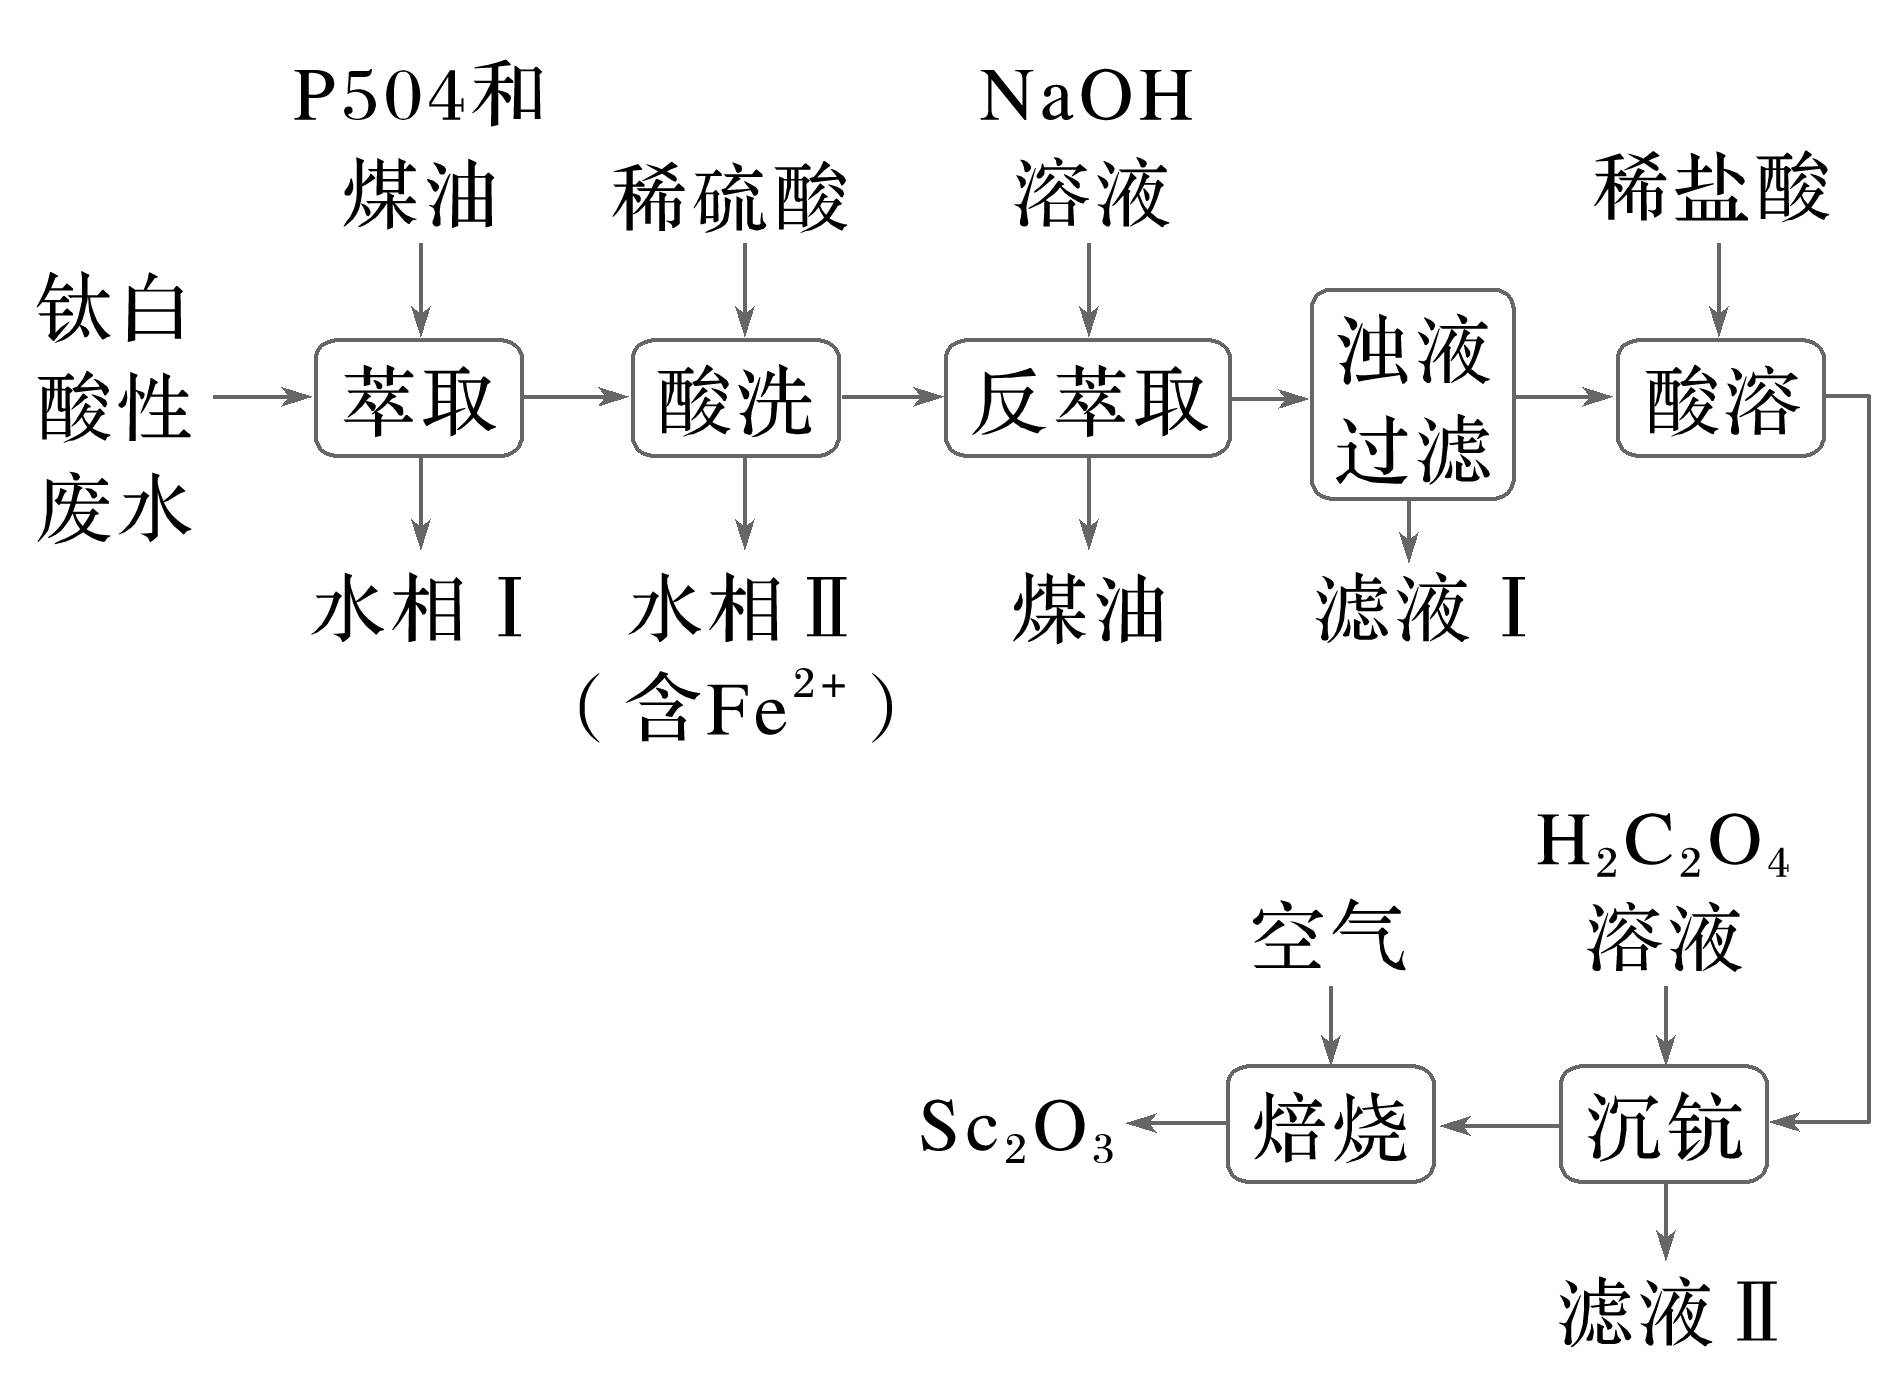 P504和
煤油
稀硫酸
NaOH
溶液
稀盐酸
钛白
酸性
废水
萃取
酸洗
反萃取
浊液
过滤
酸溶
水相Ⅰ
水相Ⅱ
（含Fe²⁺）
煤油
滤液Ⅰ
H₂C₂O₄
溶液
空气
Sc₂O₃
焙烧
沉钪
滤液Ⅱ